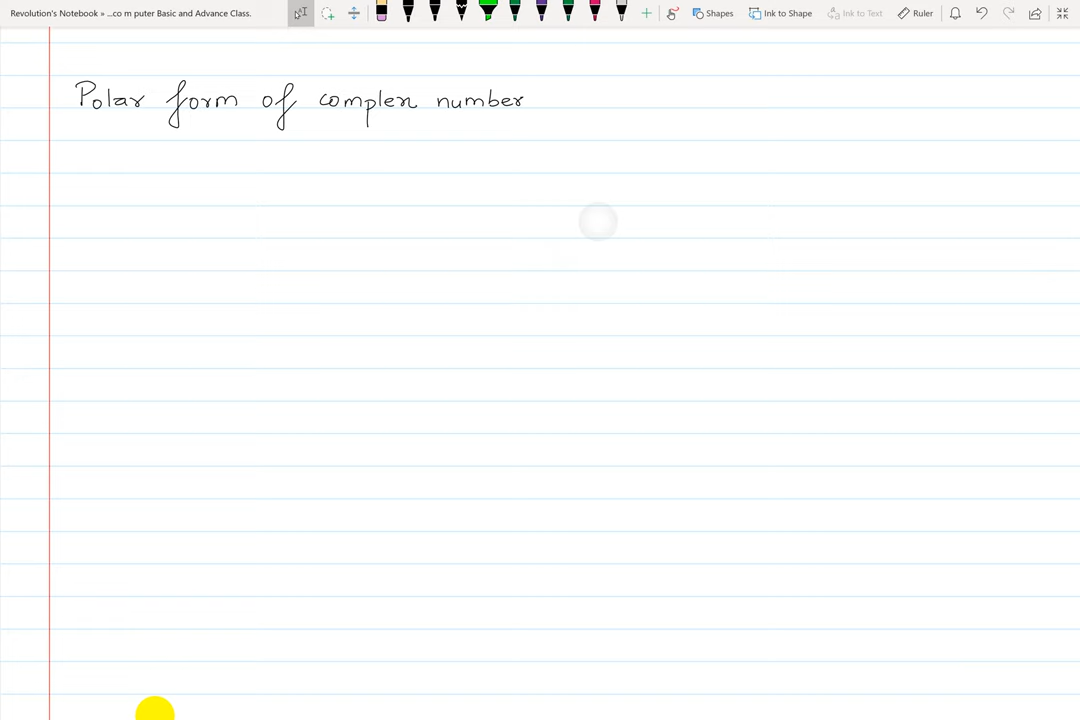 Revolution's Notebook » ...co m puter Basic and Advance Class.
Shapes
Ink to Shape
Ink to Text
Ruler
Polar form of complex number